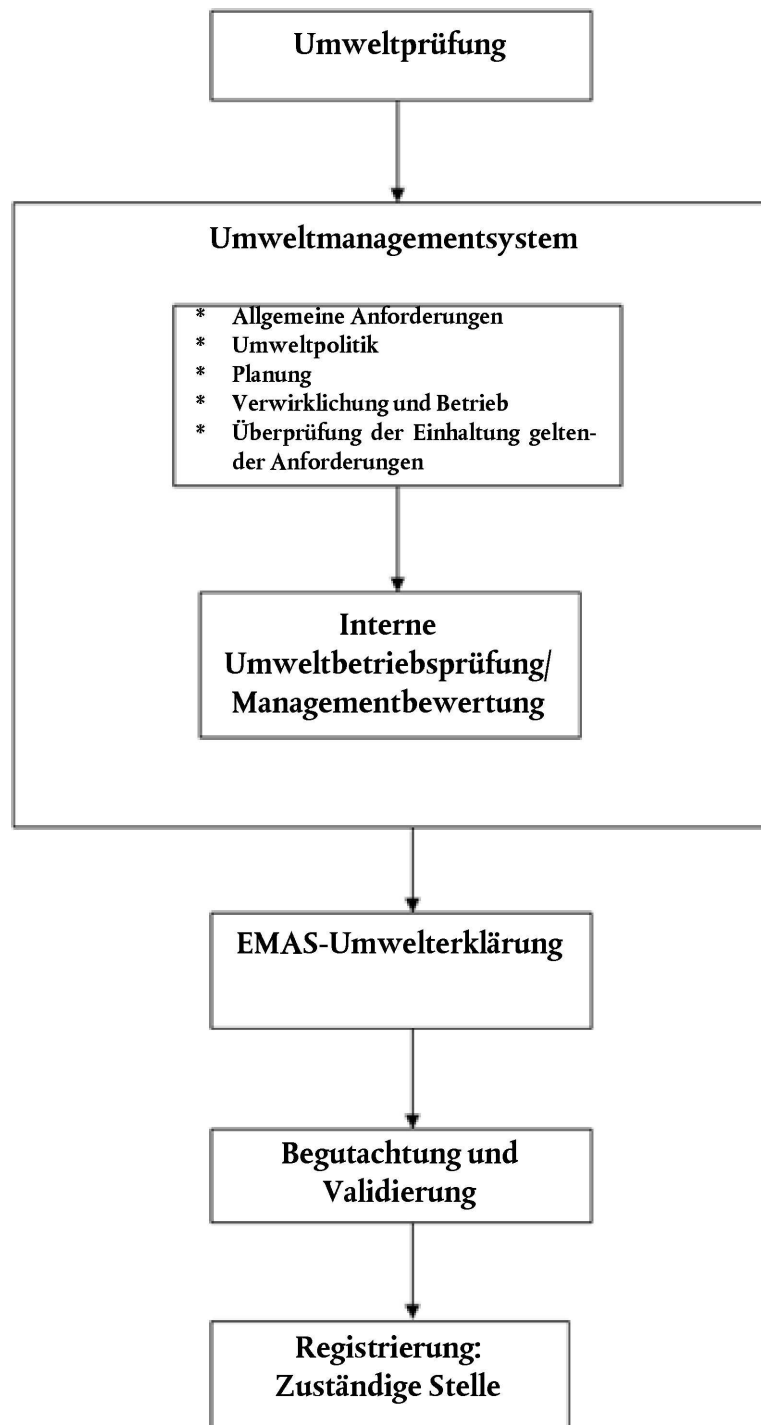 Umweltprüfung
Umweltmanagementsystem
* Allgemeine Anforderungen
* Umweltpolitik
* Planung
* Verwirklichung und Betrieb
* Überprüfung der Einhaltung gelten-
der Anforderungen
Interne
Umweltbetriebsprüfung/
Managementbewertung
EMAS-Umwelterklärung
Begutachtung und
Validierung
Registrierung:
Zuständige Stelle